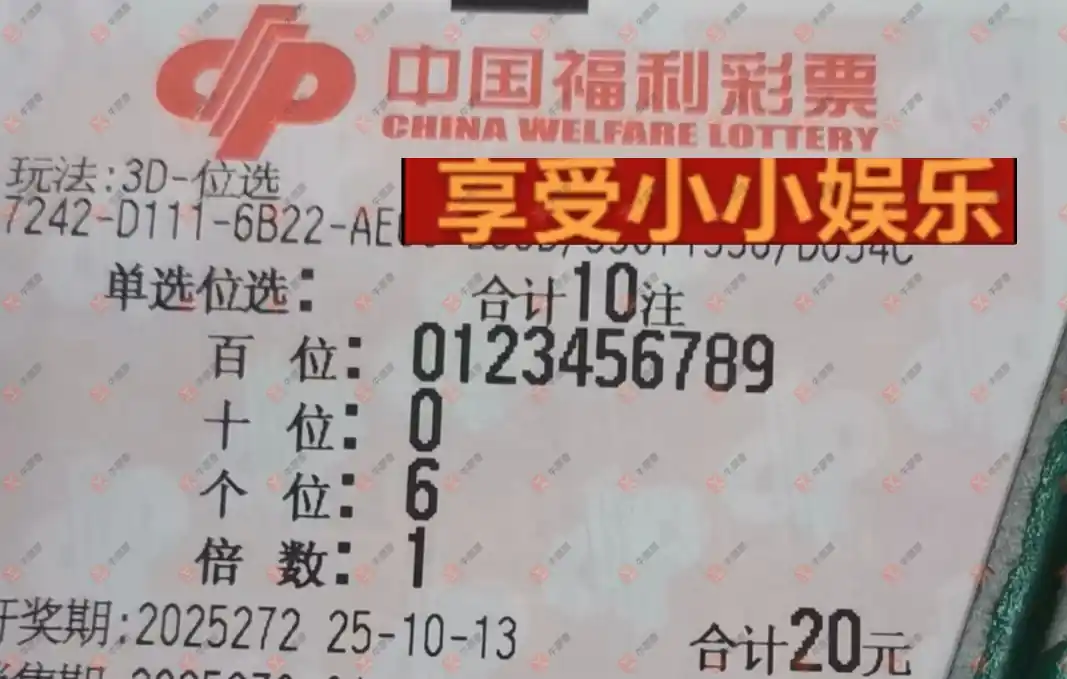 中国福利彩票
CHINA WELFARE LOTTERY
玩法:3D-位选
享受小小娱乐
7242-D111-6B22-AE
单选位选: 合计10注
百 位: 0123456789
十 位: 0
个 位: 6
倍 数: 1
开奖期:2025272 25-10-13
合计20元